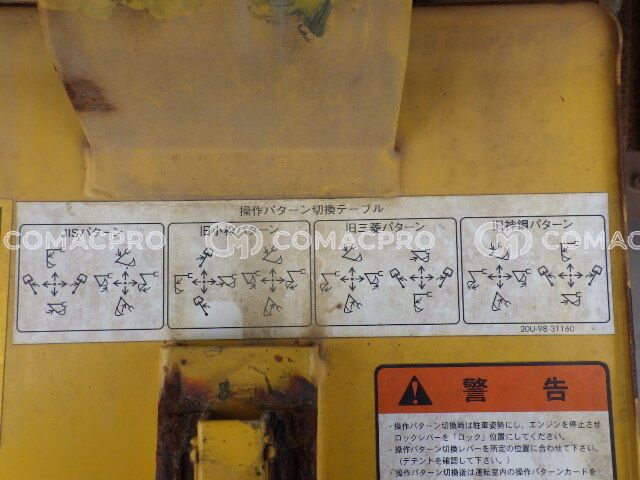 操作パターン切換テーブル
JISパターン
旧小松パターン
旧三菱パターン
旧神鋼パターン
COMACPRO
COMACPRO
COMACPRO
20U-98-31160
警告
・操作パターン切換時は駐車姿勢にし、エンジンを停止させ
ロックレバーを「ロック」位置にしてください。
・操作パターン切換レバーを所定の位置に合わせて下さい。
(デテントを確認して下さい。)
・操作パターン切換後は運転室内の操作パターンカードを